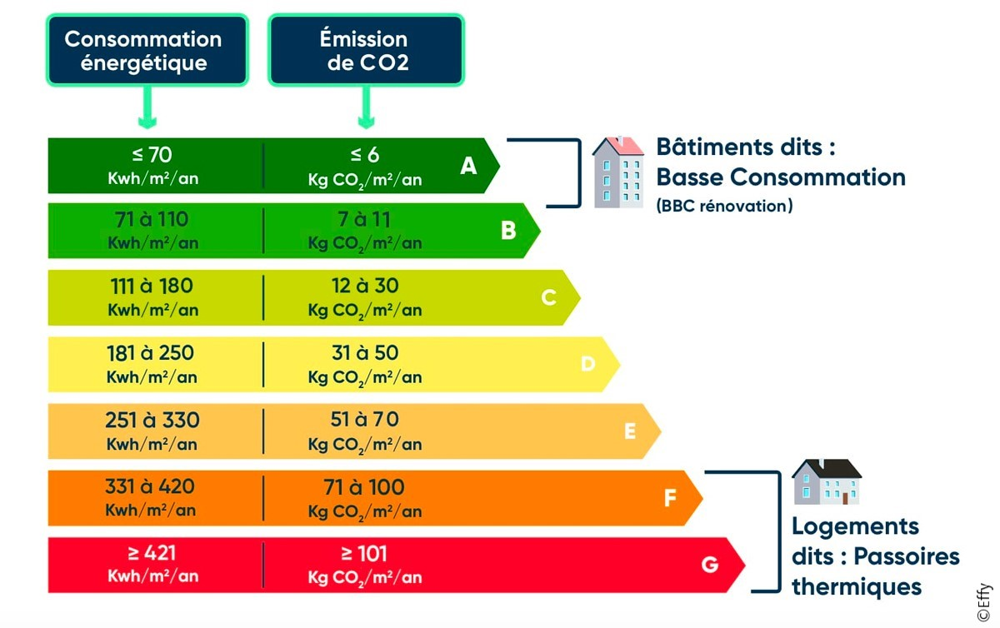 Consommation
énergétique
Émission
de CO2
≤ 70
Kwh/m²/an
≤ 6
Kg CO₂/m²/an
A
71 à 110
Kwh/m²/an
7 à 11
Kg CO₂/m²/an
B
111 à 180
Kwh/m²/an
12 à 30
Kg CO₂/m²/an
C
181 à 250
Kwh/m²/an
31 à 50
Kg CO₂/m²/an
D
251 à 330
Kwh/m²/an
51 à 70
Kg CO₂/m²/an
E
331 à 420
Kwh/m²/an
71 à 100
Kg CO₂/m²/an
F
≥ 421
Kwh/m²/an
≥ 101
Kg CO₂/m²/an
G
Bâtiments dits :
Basse Consommation
(BBC rénovation)
Logements
dits : Passoires
thermiques
©Effy